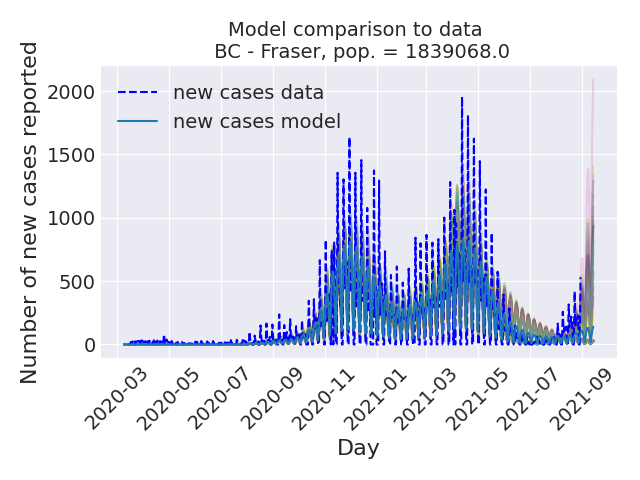 Model comparison to data
BC - Fraser, pop. = 1839068.0
Number of new cases reported
2000
1500
1000
500
0
new cases data
new cases model
2020-03
2020-05
2020-07
2020-09
2020-11
2021-01
2021-03
2021-05
2021-07
2021-09
Day